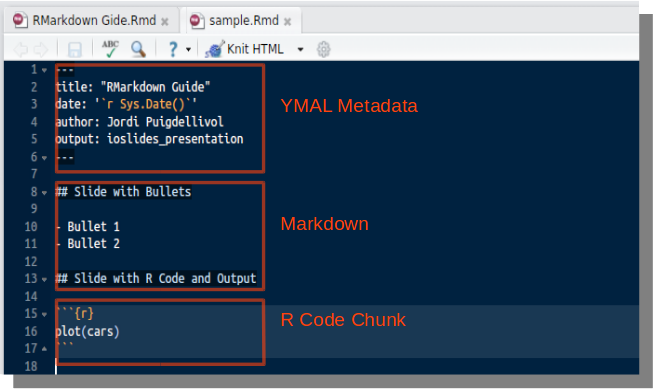 RMarkdown Gide.Rmd × sample.Rmd ×
ABC ? Knit HTML
1 ---
2 title: "RMarkdown Guide"
3 date: '`r Sys.Date()`'
4 author: Jordi Puigdellivol
5 output: ioslides_presentation
6 ---
YMAL Metadata
7
8 ## Slide with Bullets
9
10 - Bullet 1
11 - Bullet 2
12
13 ## Slide with R Code and Output
Markdown
14
15 ```{r}
16 plot(cars)
17 ```
R Code Chunk
18